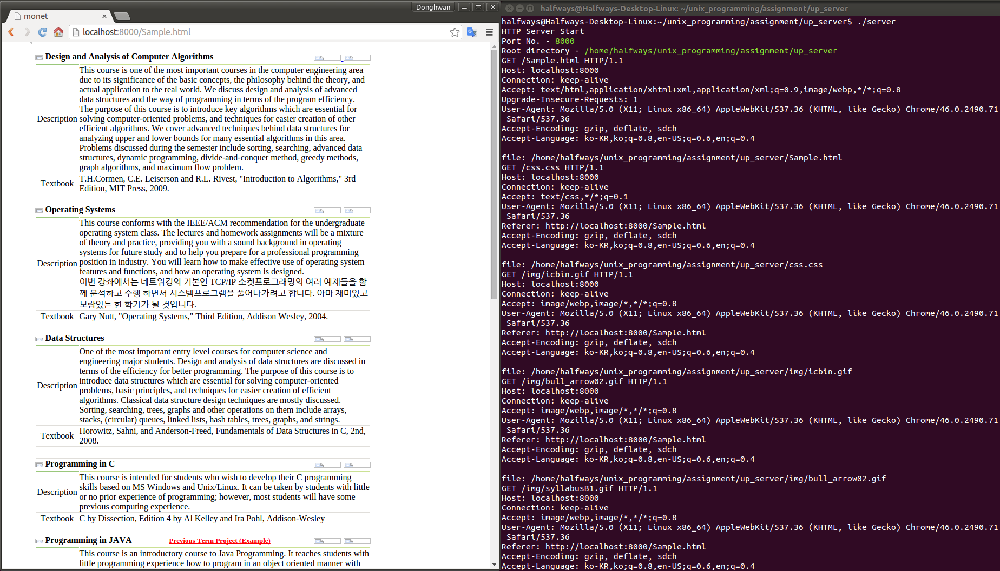 Donghwan
monet
localhost:8000/Sample.html
Design and Analysis of Computer Algorithms
This course is one of the most important courses in the computer engineering area
due to its significance of the basic concepts, the philosophy behind the theory, and
actual application to the real world. We discuss design and analysis of advanced
data structures and the way of programming in terms of the program efficiency.
The purpose of this course is to introduce key algorithms which are essential for
Description solving computer-oriented problems, and techniques for easier creation of other
efficient algorithms. We cover advanced techniques behind data structures for
analyzing upper and lower bounds for many essential algorithms in this area.
Problems discussed during the semester include sorting, searching, advanced data
structures, dynamic programming, divide-and-conquer method, greedy methods,
graph algorithms, and maximum flow problem.
Textbook T.H.Cormen, C.E. Leiserson and R.L. Rivest, "Introduction to Algorithms," 3rd
Edition, MIT Press, 2009.
Operating Systems
This course conforms with the IEEE/ACM recommendation for the undergraduate
operating system class. The lectures and homework assignments will be a mixture
of theory and practice, providing you with a sound background in operating
systems for future study and to help you prepare for a professional programming
Description position in industry. You will learn how to make effective use of operating system
features and functions, and how an operating system is designed.
이번 강좌에서는 네트워킹의 기본인 TCP/IP 소켓프로그래밍의 여러 예제들을 함
께 분석하고 수행 하면서 시스템프로그램을 풀어나가려고 합니다. 아마 재미있고
보람있는 한 학기가 될 것입니다.
Textbook Gary Nutt, "Operating Systems," Third Edition, Addison Wesley, 2004.
Data Structures
One of the most important entry level courses for computer science and
engineering major students. Design and analysis of data structures are discussed in
terms of the efficiency for better programming. The purpose of this course is to
introduce data structures which are essential for solving computer-oriented
Description problems, basic principles, and techniques for easier creation of efficient
algorithms. Classical data structure design techniques are mostly discussed.
Sorting, searching, trees, graphs and other operations on them include arrays,
stacks, (circular) queues, linked lists, hash tables, trees, graphs, and strings.
Textbook Horowitz, Sahni, and Anderson-Freed, Fundamentals of Data Structures in C, 2nd,
2008.
Programming in C
This course is intended for students who wish to develop their C programming
Description skills based on MS Windows and Unix/Linux. It can be taken by students with little
or no prior experience of programming; however, most students will have some
previous computing experience.
Textbook C by Dissection, Edition 4 by Al Kelley and Ira Pohl, Addison-Wesley
Programming in JAVA Previous Term Project (Example)
This course is an introductory course to Java Programming. It teaches students with
little programming experience how to program in an object oriented manner with
halfways@Halfways-Desktop-Linux: ~/unix_programming/assignment/up_server
halfways@Halfways-Desktop-Linux:~/unix_programming/assignment/up_server$ ./server
HTTP Server Start
Port No. - 8000
Root directory - /home/halfways/unix_programming/assignment/up_server
GET /Sample.html HTTP/1.1
Host: localhost:8000
Connection: keep-alive
Accept: text/html,application/xhtml+xml,application/xml;q=0.9,image/webp,*/*;q=0.8
Upgrade-Insecure-Requests: 1
User-Agent: Mozilla/5.0 (X11; Linux x86_64) AppleWebKit/537.36 (KHTML, like Gecko) Chrome/46.0.2490.71
Safari/537.36
Accept-Encoding: gzip, deflate, sdch
Accept-Language: ko-KR,ko;q=0.8,en-US;q=0.6,en;q=0.4
file: /home/halfways/unix_programming/assignment/up_server/Sample.html
GET /css.css HTTP/1.1
Host: localhost:8000
Connection: keep-alive
Accept: text/css,*/*;q=0.1
User-Agent: Mozilla/5.0 (X11; Linux x86_64) AppleWebKit/537.36 (KHTML, like Gecko) Chrome/46.0.2490.71
Safari/537.36
Referer: http://localhost:8000/Sample.html
Accept-Encoding: gzip, deflate, sdch
Accept-Language: ko-KR,ko;q=0.8,en-US;q=0.6,en;q=0.4
file: /home/halfways/unix_programming/assignment/up_server/css.css
GET /img/icbin.gif HTTP/1.1
Host: localhost:8000
Connection: keep-alive
Accept: image/webp,image/*,*/*;q=0.8
User-Agent: Mozilla/5.0 (X11; Linux x86_64) AppleWebKit/537.36 (KHTML, like Gecko) Chrome/46.0.2490.71
Safari/537.36
Referer: http://localhost:8000/Sample.html
Accept-Encoding: gzip, deflate, sdch
Accept-Language: ko-KR,ko;q=0.8,en-US;q=0.6,en;q=0.4
file: /home/halfways/unix_programming/assignment/up_server/img/icbin.gif
GET /img/bull_arrow02.gif HTTP/1.1
Host: localhost:8000
Connection: keep-alive
Accept: image/webp,image/*,*/*;q=0.8
User-Agent: Mozilla/5.0 (X11; Linux x86_64) AppleWebKit/537.36 (KHTML, like Gecko) Chrome/46.0.2490.71
Safari/537.36
Referer: http://localhost:8000/Sample.html
Accept-Encoding: gzip, deflate, sdch
Accept-Language: ko-KR,ko;q=0.8,en-US;q=0.6,en;q=0.4
file: /home/halfways/unix_programming/assignment/up_server/img/bull_arrow02.gif
GET /img/syllabusB1.gif HTTP/1.1
Host: localhost:8000
Connection: keep-alive
Accept: image/webp,image/*,*/*;q=0.8
User-Agent: Mozilla/5.0 (X11; Linux x86_64) AppleWebKit/537.36 (KHTML, like Gecko) Chrome/46.0.2490.71
Safari/537.36
Referer: http://localhost:8000/Sample.html
Accept-Encoding: gzip, deflate, sdch
Accept-Language: ko-KR,ko;q=0.8,en-US;q=0.6,en;q=0.4